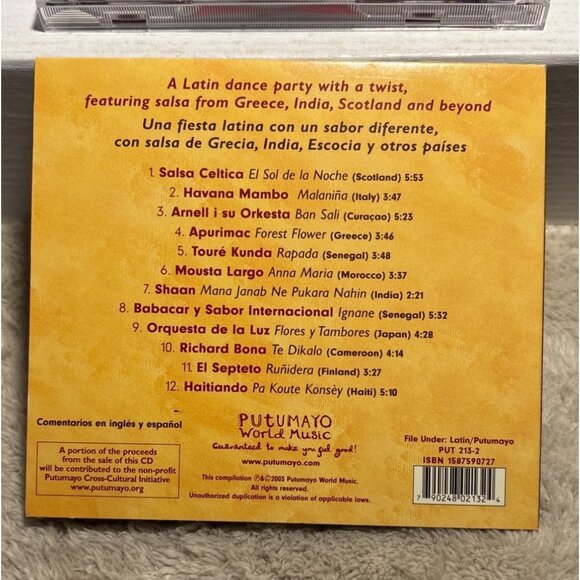 A Latin dance party with a twist,
featuring salsa from Greece, India, Scotland and beyond
Una fiesta latina con un sabor diferente,
con salsa de Grecia, India, Escocia y otros países
1. Salsa Celtica El Sol de la Noche (Scotland) 5:53
2. Havana Mambo Malaniña (Italy) 3:47
3. Arnell i su Orkesta Ban Sali (Curaçao) 5:23
4. Apurimac Forest Flower (Greece) 3:46
5. Touré Kunda Rapada (Senegal) 3:48
6. Mousta Largo Anna Maria (Morocco) 3:37
7. Shaan Mana Janab Ne Pukara Nahin (India) 2:21
8. Babacar y Sabor Internacional Ignane (Senegal) 5:32
9. Orquesta de la Luz Flores y Tambores (Japan) 4:28
10. Richard Bona Te Dikalo (Cameroon) 4:14
11. El Septeto Ruñidera (Finland) 3:27
12. Haitiando Pa Koute Konsèy (Haiti) 5:10
Comentarios en inglés y español
A portion of the proceeds
from the sale of this CD
will be contributed to the non-profit
Putumayo Cross-Cultural Initiative
www.putumayo.org
PUTUMAYO
World Music
Guaranteed to make you feel good!
www.putumayo.com
This compilation ℗&©2003 Putumayo World Music.
All rights reserved.
Unauthorized duplication is a violation of applicable laws.
File Under: Latin/Putumayo
PUT 213-2
ISBN 1587590727
7 90248 02132 4